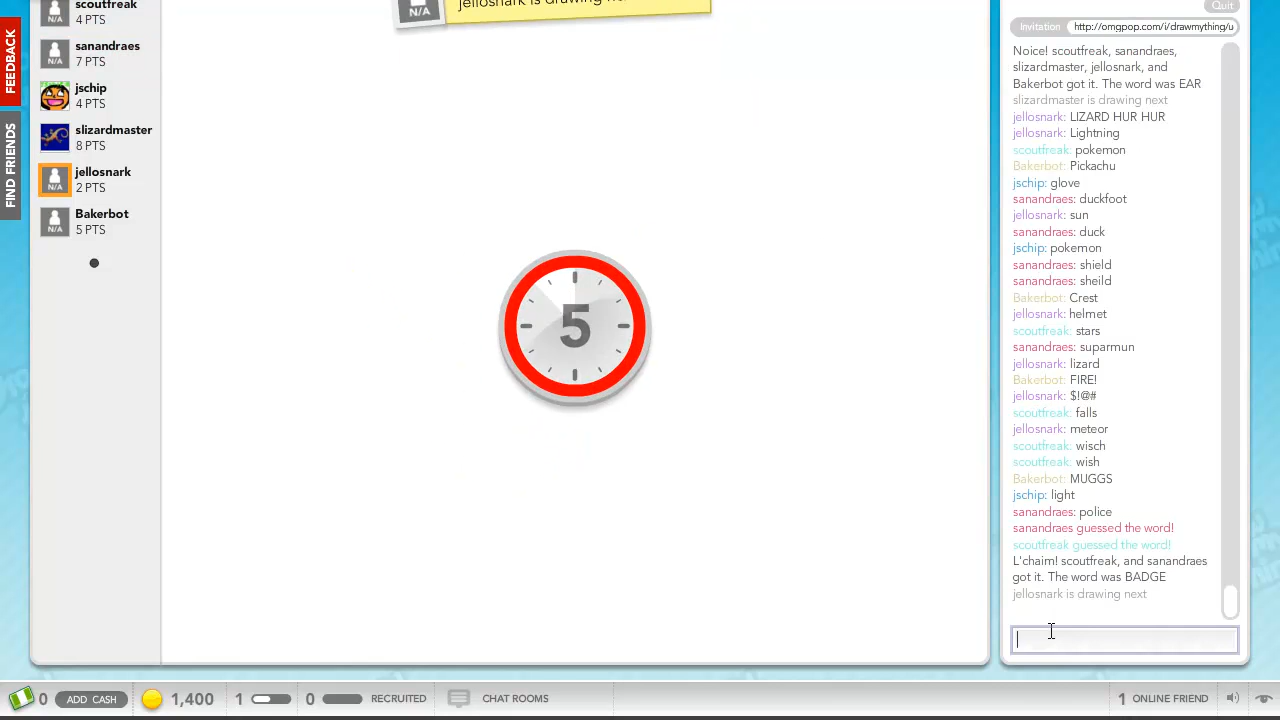 FEEDBACK
FIND FRIENDS
scoutfreak
4 PTS
sanandraes
7 PTS
jschip
4 PTS
slizardmaster
8 PTS
jellosnark
2 PTS
Bakerbot
5 PTS
N/A
N/A
N/A
N/A
N/A
jellosnark is drawing
5
Quit
Invitation http://omgpop.com/i/drawmything/u
Noice! scoutfreak, sanandraes,
slizardmaster, jellosnark, and
Bakerbot got it. The word was EAR
slizardmaster is drawing next
jellosnark: LIZARD HUR HUR
jellosnark: Lightning
scoutfreak: pokemon
Bakerbot: Pickachu
jschip: glove
sanandraes: duckfoot
jellosnark: sun
sanandraes: duck
jschip: pokemon
sanandraes: shield
sanandraes: sheild
Bakerbot: Crest
jellosnark: helmet
scoutfreak: stars
sanandraes: suparmun
jellosnark: lizard
Bakerbot: FIRE!
jellosnark: $!@#
scoutfreak: falls
jellosnark: meteor
scoutfreak: wisch
scoutfreak: wish
Bakerbot: MUGGS
jschip: light
sanandraes: police
sanandraes guessed the word!
scoutfreak guessed the word!
L'chaim! scoutfreak, and sanandraes
got it. The word was BADGE
jellosnark is drawing next
0 ADD CASH 1,400 1 0 RECRUITED CHAT ROOMS 1 ONLINE FRIEND